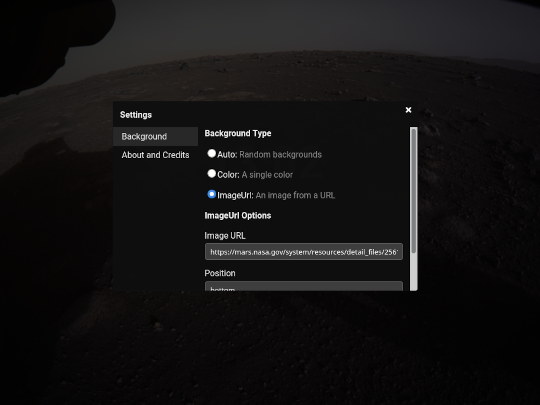 Settings
Background
About and Credits
Background Type
Auto: Random backgrounds
Color: A single color
ImageUrl: An image from a URL
ImageUrl Options
Image URL
https://mars.nasa.gov/system/resources/detail_files/256
Position
bottom